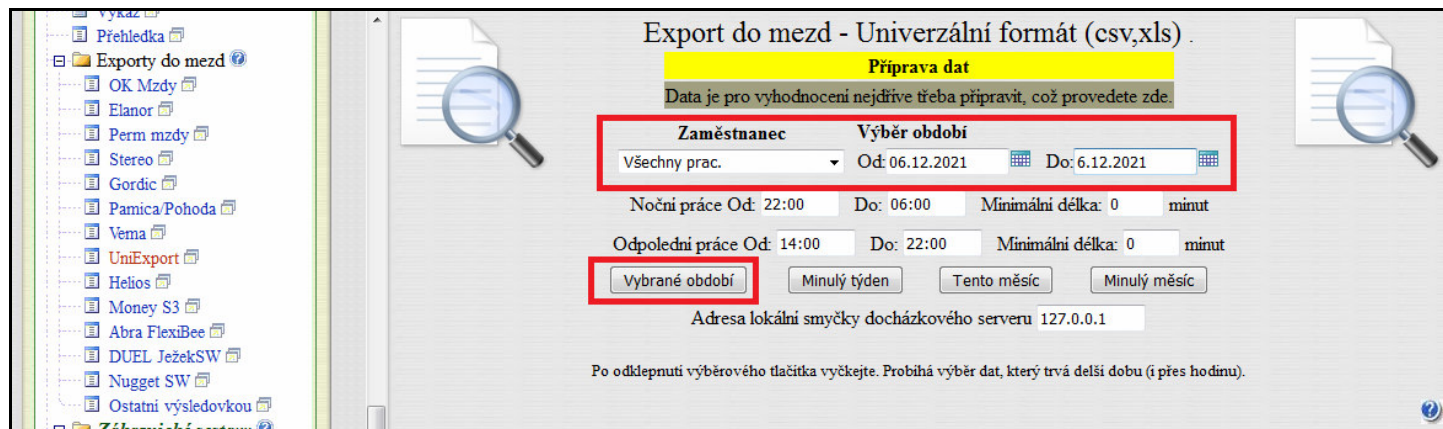 Výkaz
Přehledka
Exporty do mezd
OK Mzdy
Elanor
Perm mzdy
Stereo
Gordic
Pamica/Pohoda
Vema
UniExport
Helios
Money S3
Abra FlexiBee
DUEL JežekSW
Nugget SW
Ostatní výsledovkou
Export do mezd - Univerzální formát (csv,xls) .
Příprava dat
Data je pro vyhodnocení nejdříve třeba připravit, což provedete zde.
Zaměstnanec Výběr období
Všechny prac. Od: 06.12.2021 Do: 6.12.2021
Noční práce Od: 22:00 Do: 06:00 Minimální délka: 0 minut
Odpolední práce Od: 14:00 Do: 22:00 Minimální délka: 0 minut
Vybrané období Minulý týden Tento měsíc Minulý měsíc
Adresa lokální smyčky docházkového serveru 127.0.0.1
Po odklepnutí výběrového tlačítka vyčkejte. Probíhá výběr dat, který trvá delší dobu (i přes hodinu).